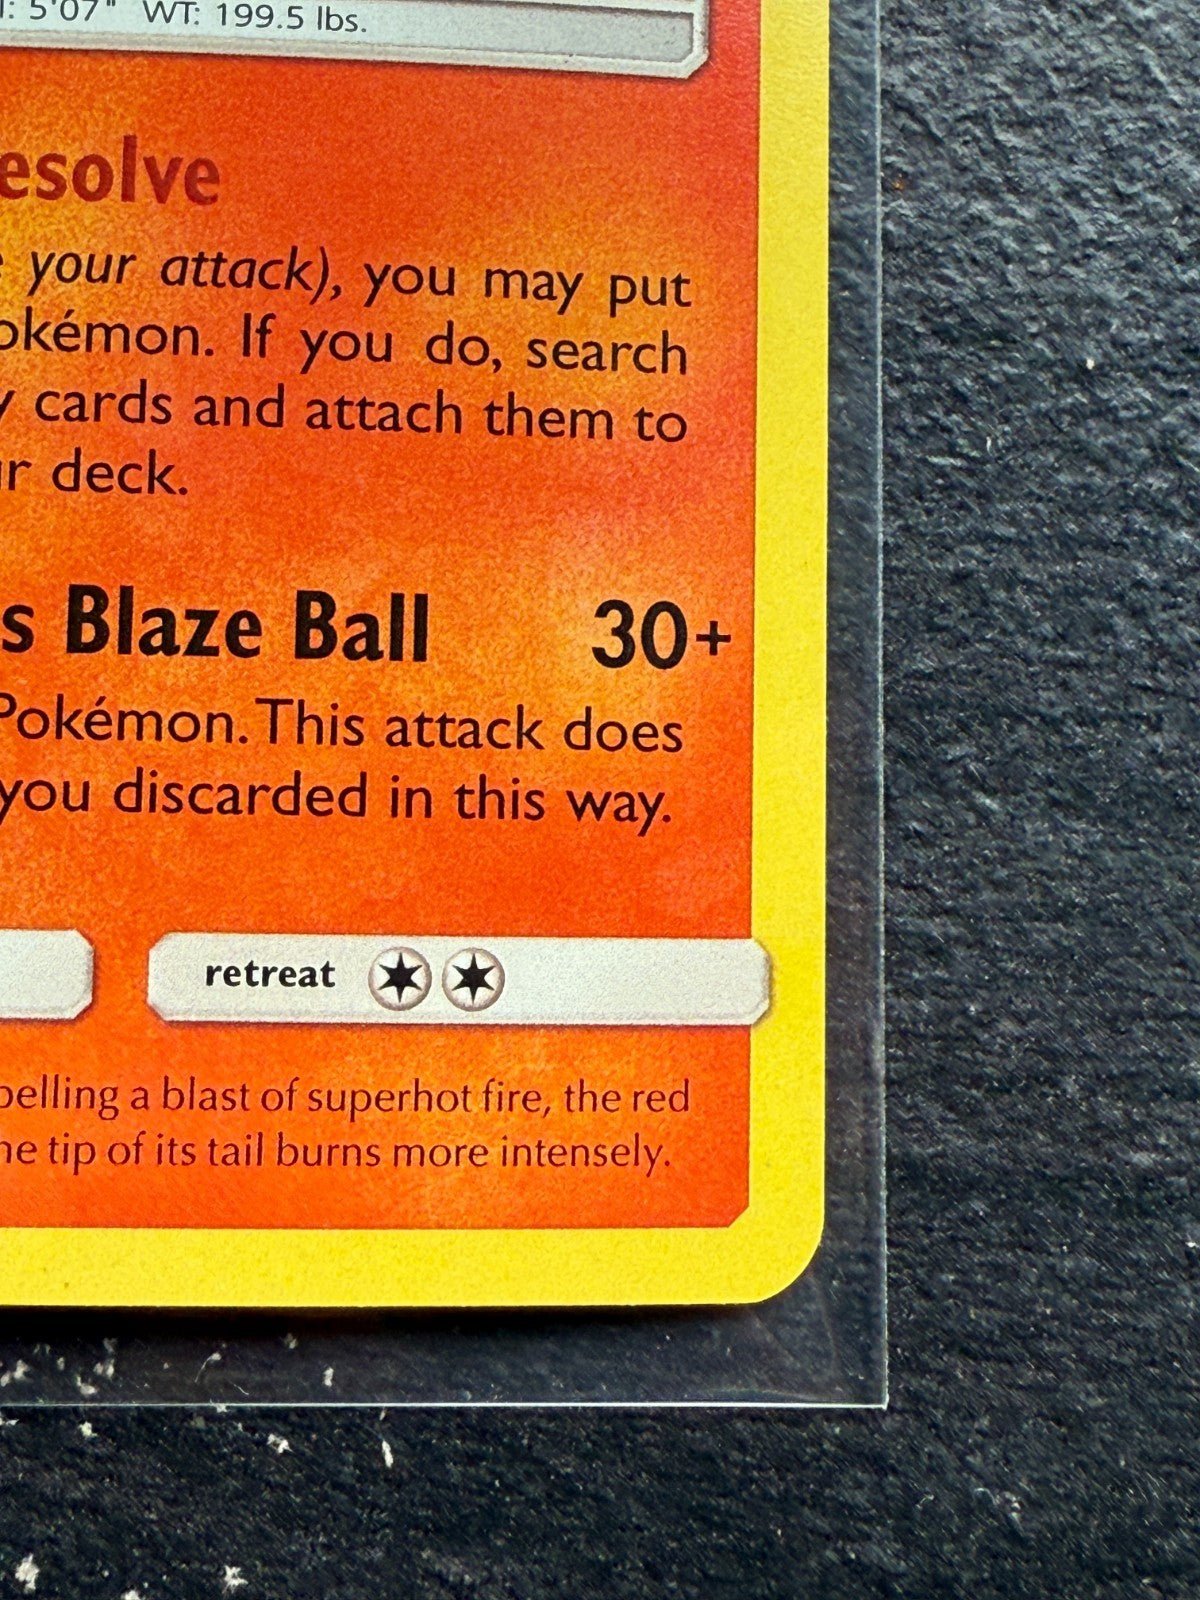 : 5'07" WT: 199.5 lbs.
esolve
your attack), you may put
okémon. If you do, search
y cards and attach them to
ur deck.
s Blaze Ball 30+
Pokémon. This attack does
you discarded in this way.
retreat
pelling a blast of superhot fire, the red
he tip of its tail burns more intensely.